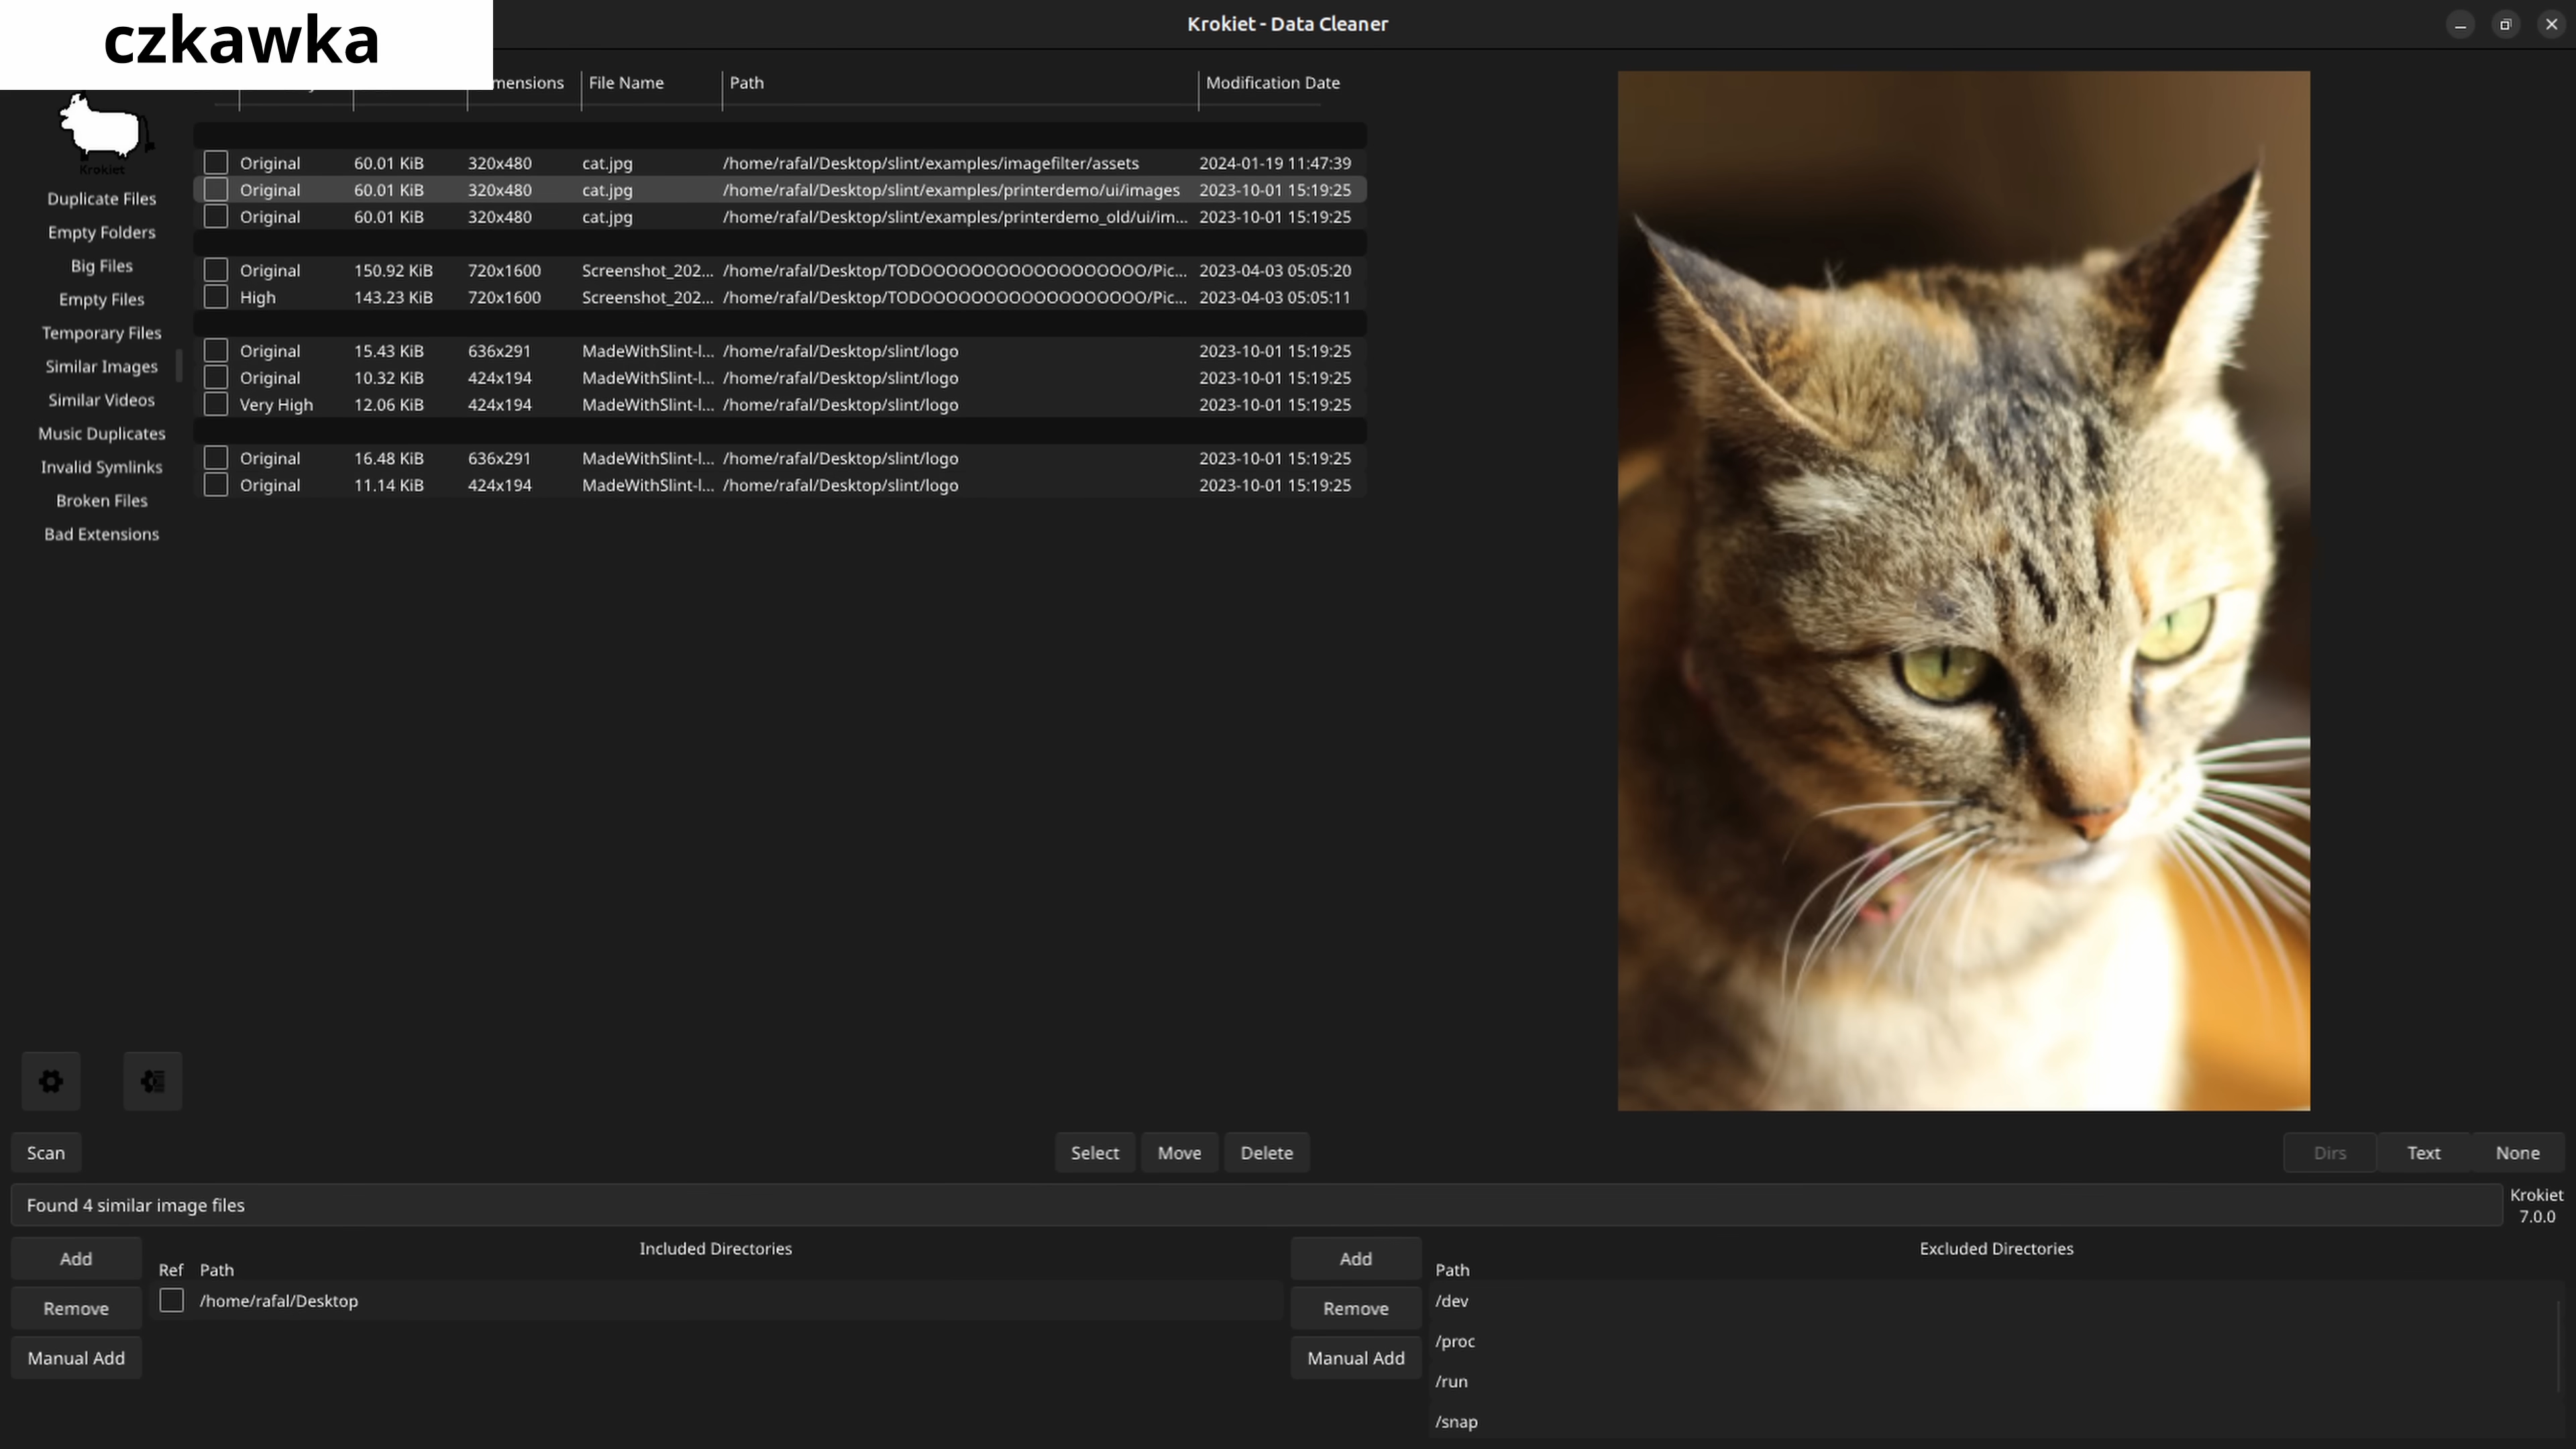 czkawka
Krokiet - Data Cleaner
mensions File Name Path Modification Date
Krokiet
Duplicate Files
Empty Folders
Big Files
Empty Files
Temporary Files
Similar Images
Similar Videos
Music Duplicates
Invalid Symlinks
Broken Files
Bad Extensions
Original 60.01 KiB 320x480 cat.jpg /home/rafal/Desktop/slint/examples/imagefilter/assets 2024-01-19 11:47:39
Original 60.01 KiB 320x480 cat.jpg /home/rafal/Desktop/slint/examples/printerdemo/ui/images 2023-10-01 15:19:25
Original 60.01 KiB 320x480 cat.jpg /home/rafal/Desktop/slint/examples/printerdemo_old/ui/im... 2023-10-01 15:19:25
Original 150.92 KiB 720x1600 Screenshot_202... /home/rafal/Desktop/TODOOOOOOOOOOOOOOOOOO/Pic... 2023-04-03 05:05:20
High 143.23 KiB 720x1600 Screenshot_202... /home/rafal/Desktop/TODOOOOOOOOOOOOOOOOOO/Pic... 2023-04-03 05:05:11
Original 15.43 KiB 636x291 MadeWithSlint-l... /home/rafal/Desktop/slint/logo 2023-10-01 15:19:25
Original 10.32 KiB 424x194 MadeWithSlint-l... /home/rafal/Desktop/slint/logo 2023-10-01 15:19:25
Very High 12.06 KiB 424x194 MadeWithSlint-l... /home/rafal/Desktop/slint/logo 2023-10-01 15:19:25
Original 16.48 KiB 636x291 MadeWithSlint-l... /home/rafal/Desktop/slint/logo 2023-10-01 15:19:25
Original 11.14 KiB 424x194 MadeWithSlint-l... /home/rafal/Desktop/slint/logo 2023-10-01 15:19:25
Scan Select Move Delete Dirs Text None
Found 4 similar image files
Krokiet
7.0.0
Add
Remove
Manual Add
Included Directories
Ref Path
/home/rafal/Desktop
Add
Remove
Manual Add
Excluded Directories
Path
/dev
/proc
/run
/snap